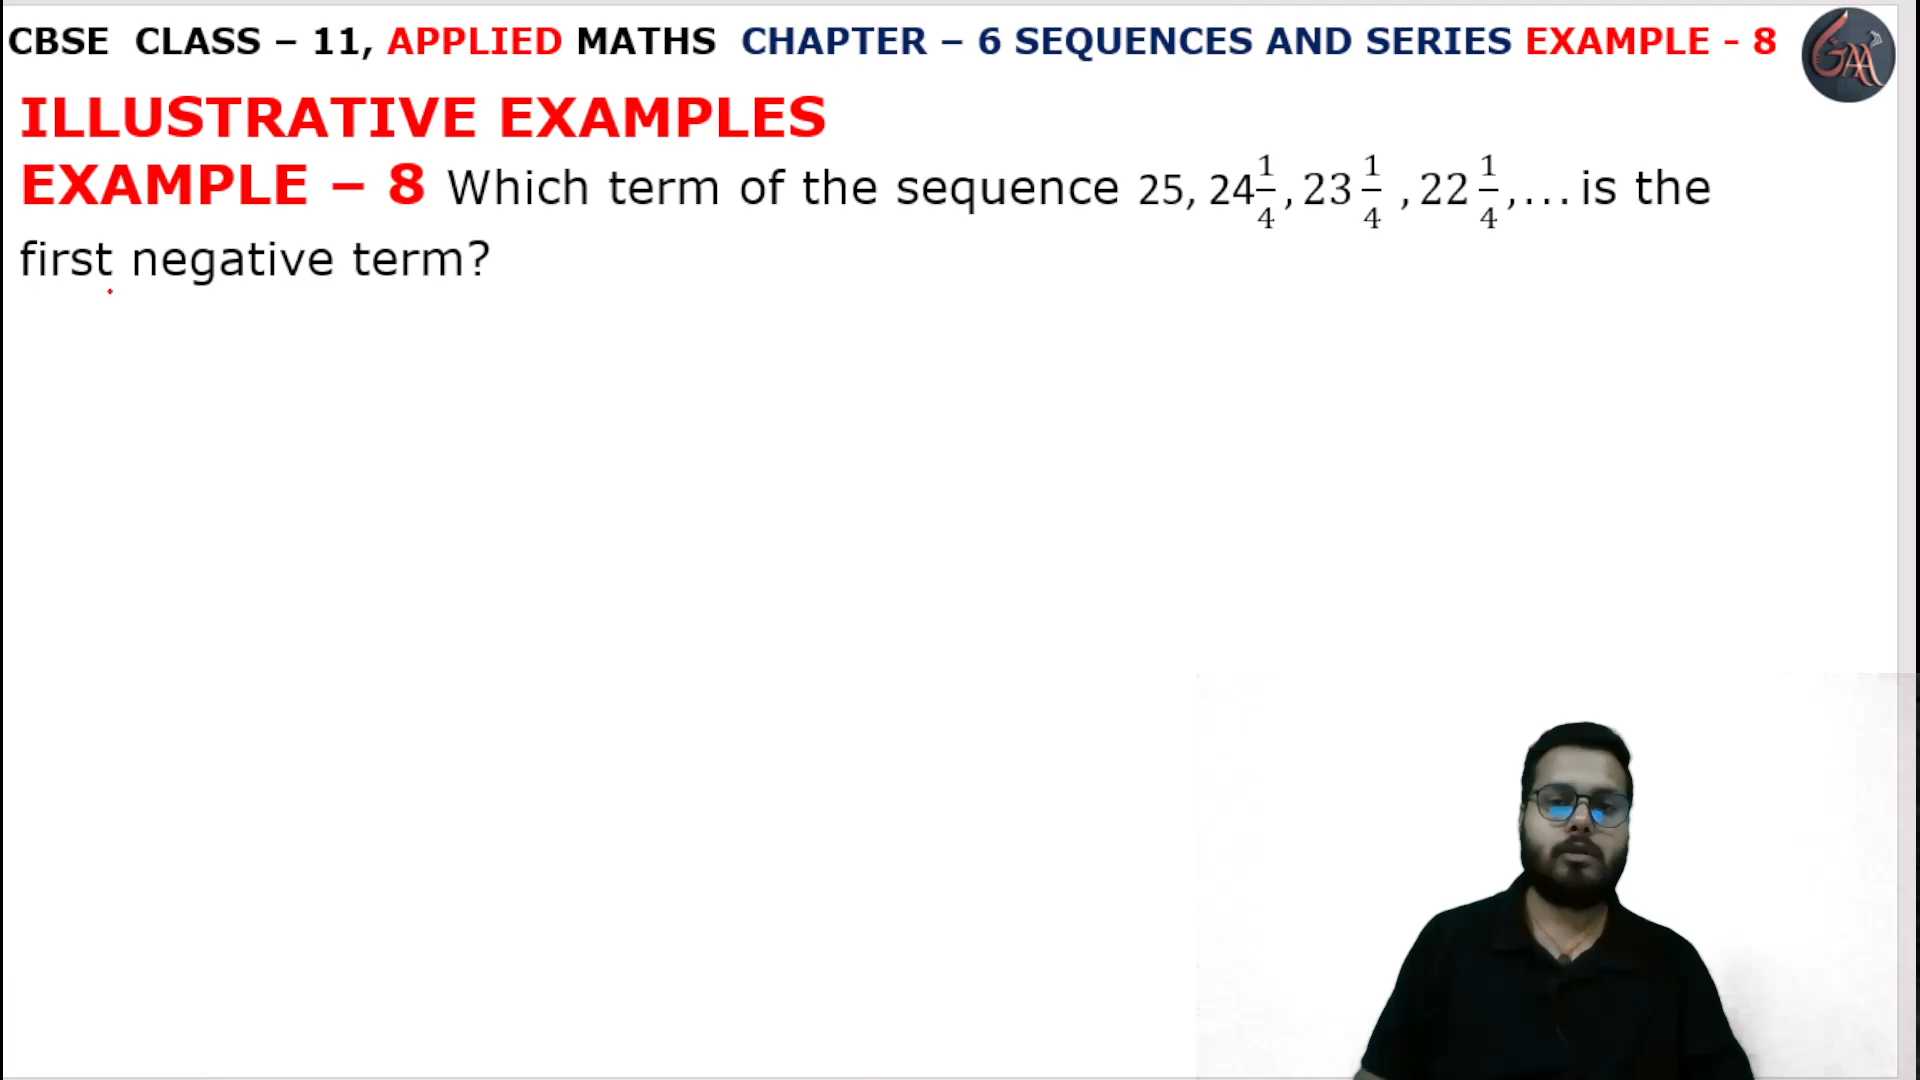 CBSE CLASS – 11, APPLIED MATHS CHAPTER – 6 SEQUENCES AND SERIES EXAMPLE - 8
ILLUSTRATIVE EXAMPLES
EXAMPLE – 8 Which term of the sequence 25, 24 1/4, 23 1/4, 22 1/4, ... is the
first negative term?